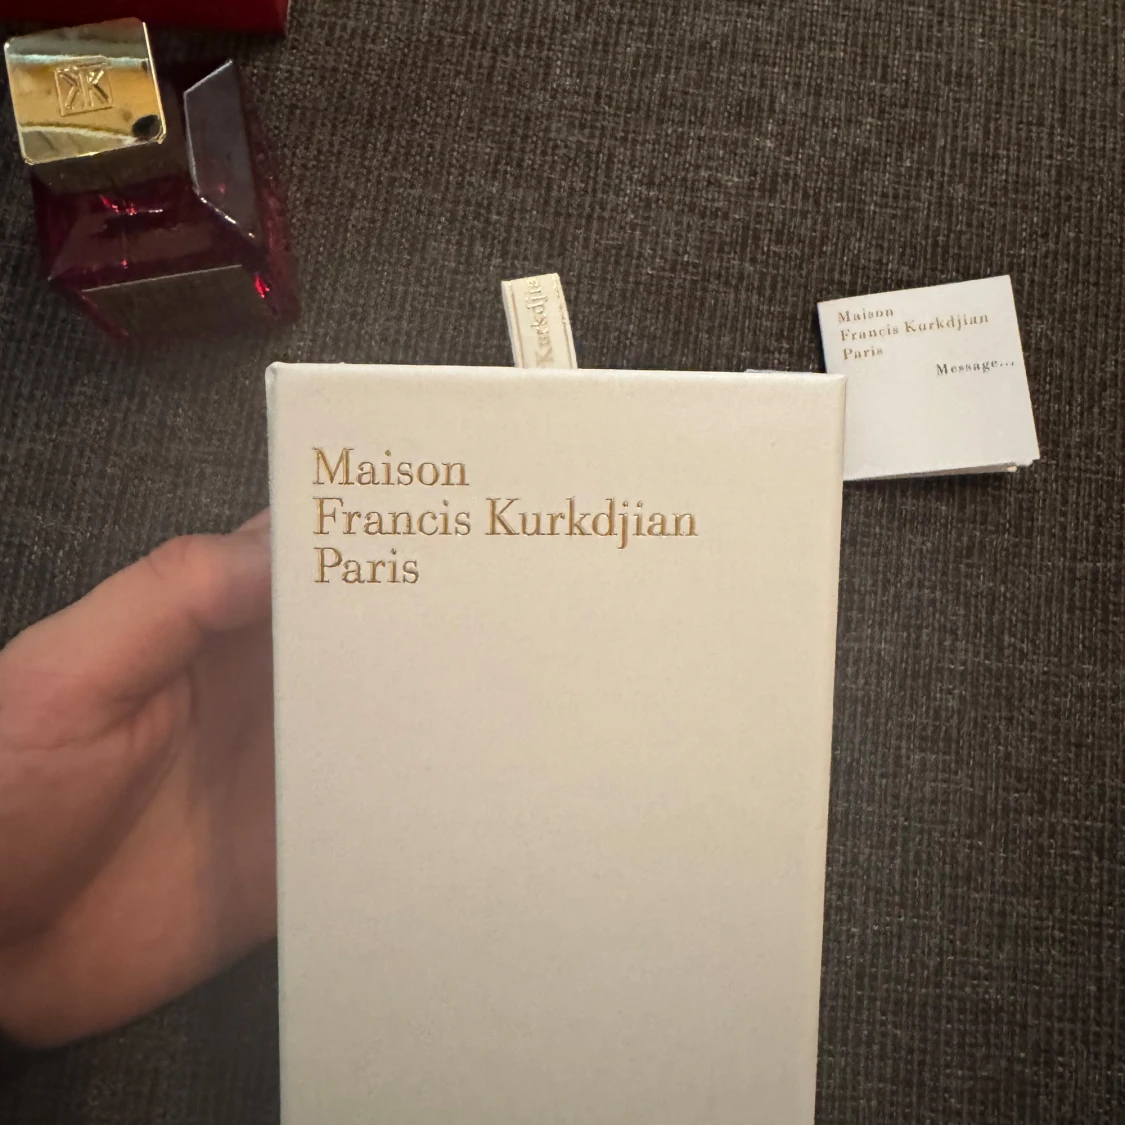 Kurkdjia
Maison
Francis Kurkdjian
Paris
Message...
Maison
Francis Kurkdjian
Paris